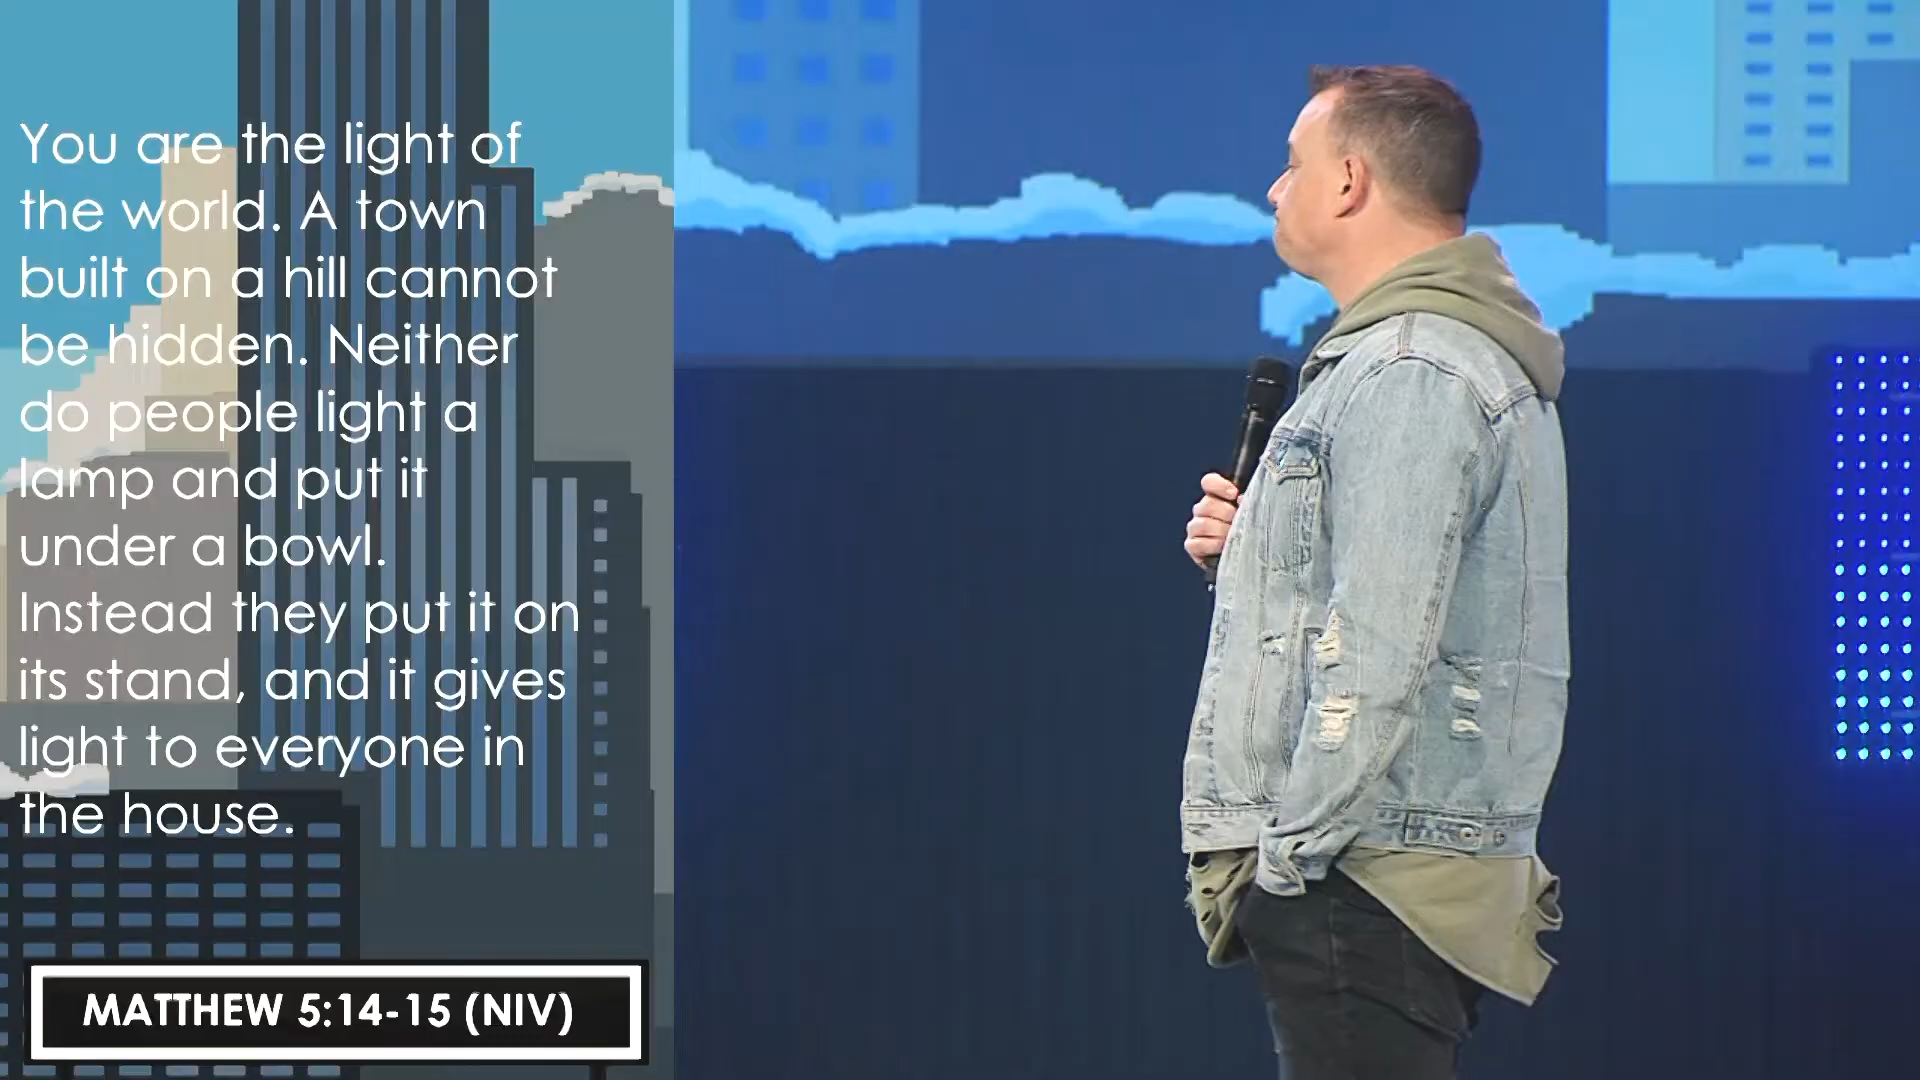 You are the light of
the world. A town
built on a hill cannot
be hidden. Neither
do people light a
lamp and put it
under a bowl.
Instead they put it on
its stand, and it gives
light to everyone in
the house.
MATTHEW 5:14-15 (NIV)